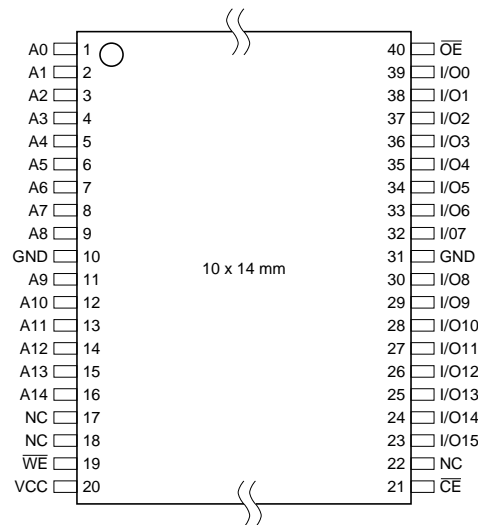 A0 1 40 O̅E̅
A1 2 39 I/O0
A2 3 38 I/O1
A3 4 37 I/O2
A4 5 36 I/O3
A5 6 35 I/O4
A6 7 34 I/O5
A7 8 33 I/O6
A8 9 32 I/07
GND 10 31 GND
10 x 14 mm
A9 11 30 I/O8
A10 12 29 I/O9
A11 13 28 I/O10
A12 14 27 I/O11
A13 15 26 I/O12
A14 16 25 I/O13
NC 17 24 I/O14
NC 18 23 I/O15
W̅E̅ 19 22 NC
VCC 20 21 C̅E̅